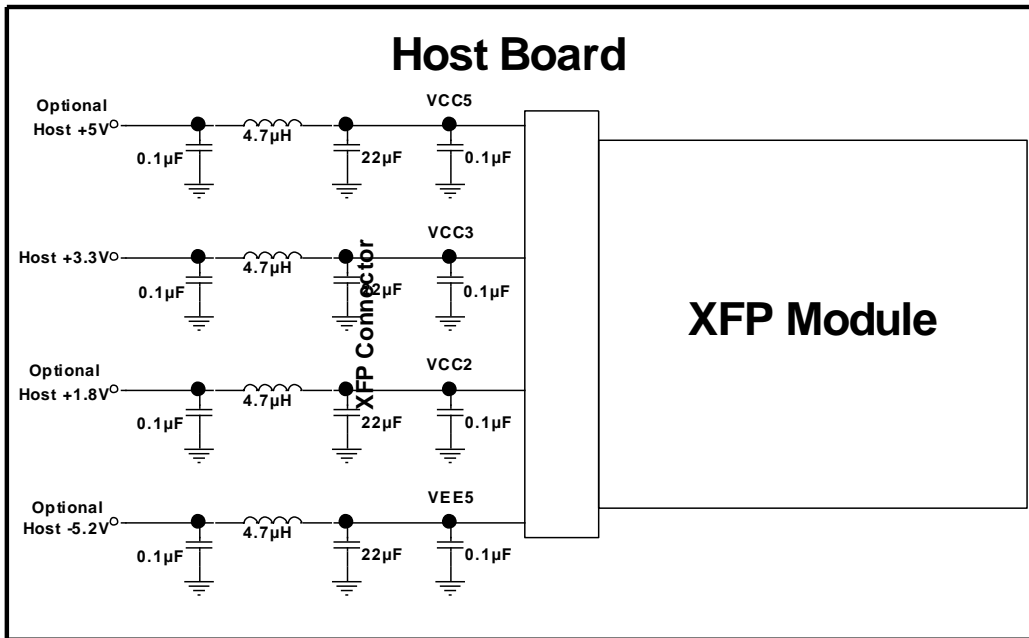 Host Board
Optional
Host +5V
VCC5
4.7µH
0.1µF
22µF
0.1µF
Host +3.3V
VCC3
4.7µH
0.1µF
22µF
0.1µF
XFP Connector
XFP Module
Optional
Host +1.8V
VCC2
4.7µH
0.1µF
22µF
0.1µF
Optional
Host -5.2V
VEE5
4.7µH
0.1µF
22µF
0.1µF